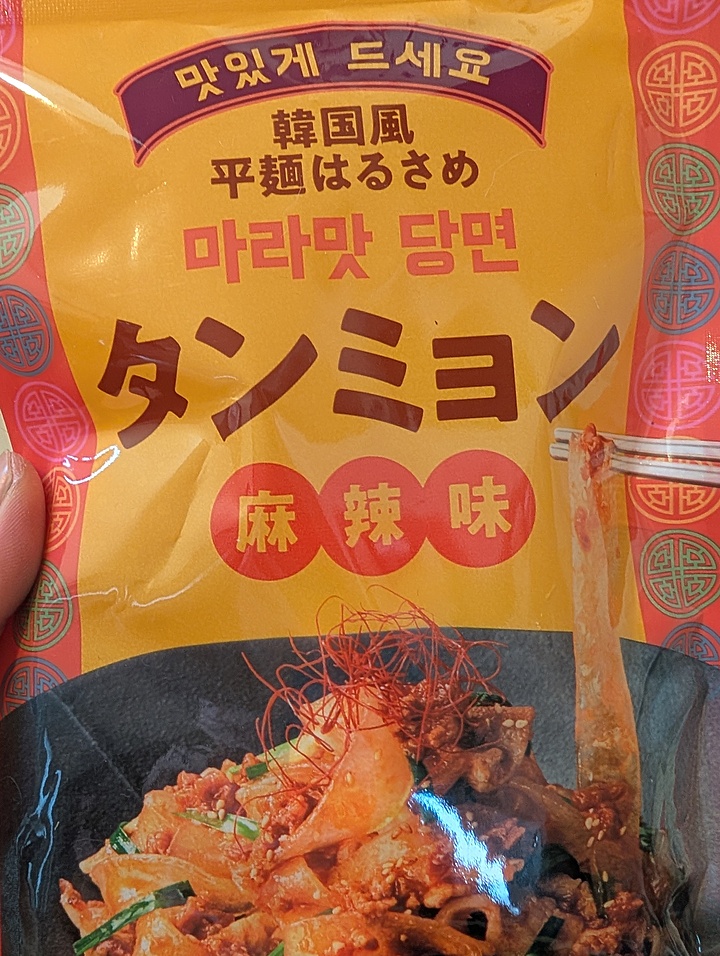 맛있게 드세요
韓国風
平麺はるさめ
마라맛 당면
タンミョン
麻辣味